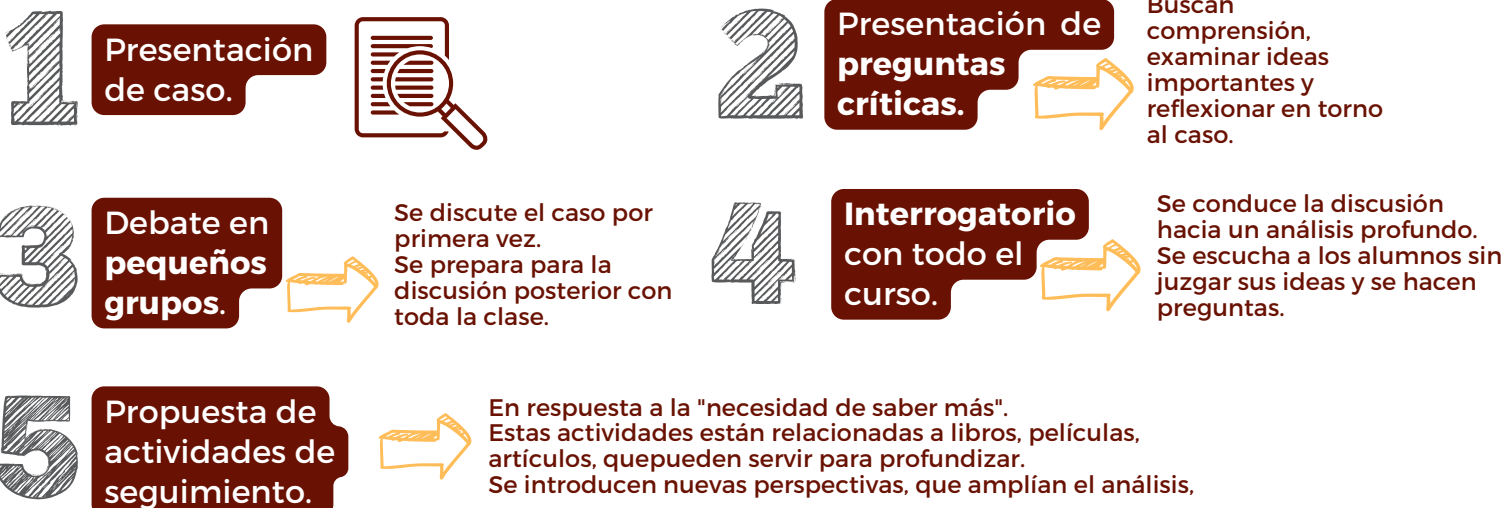 1
Presentación
de caso.
2
Presentación de
preguntas
críticas.
Buscan
comprensión,
examinar ideas
importantes y
reflexionar en torno
al caso.
3
Debate en
pequeños
grupos.
Se discute el caso por
primera vez.
Se prepara para la
discusión posterior con
toda la clase.
4
Interrogatorio
con todo el
curso.
Se conduce la discusión
hacia un análisis profundo.
Se escucha a los alumnos sin
juzgar sus ideas y se hacen
preguntas.
5
Propuesta de
actividades de
seguimiento.
En respuesta a la "necesidad de saber más".
Estas actividades están relacionadas a libros, películas,
artículos, quepueden servir para profundizar.
Se introducen nuevas perspectivas, que amplían el análisis,